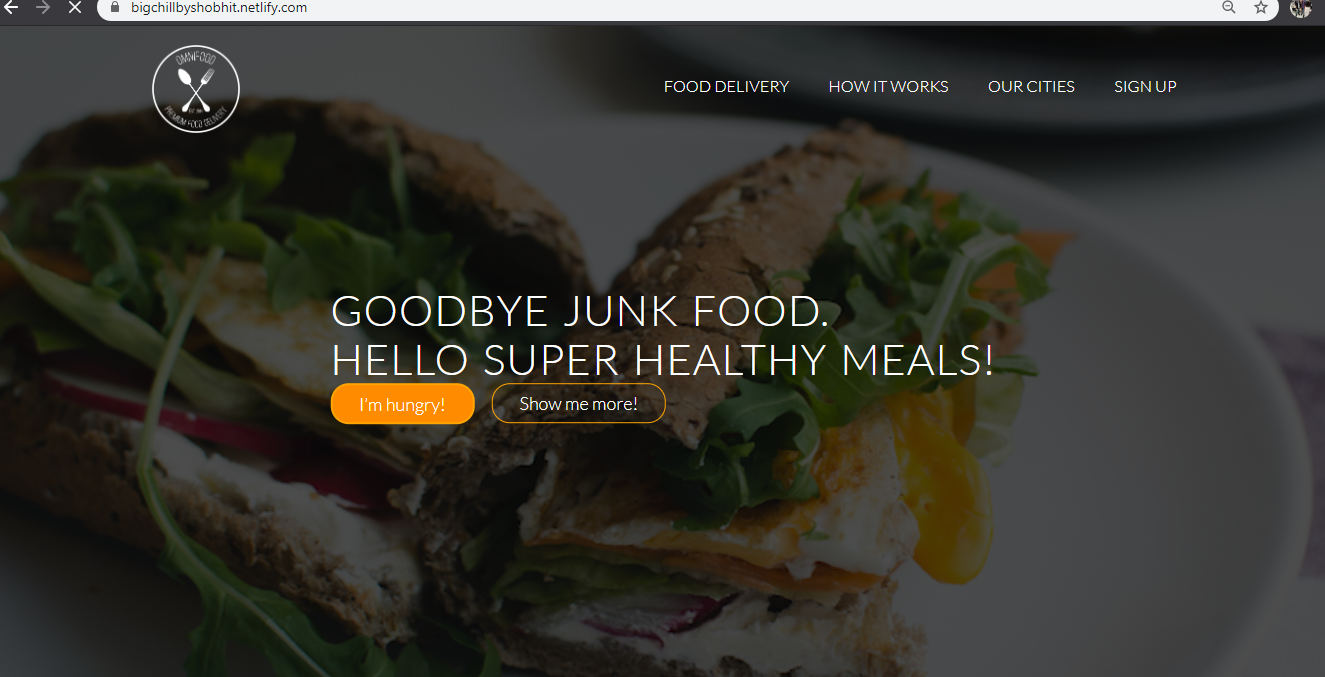 bigchillbyshobhit.netlify.com
OMNIFOOD
PREMIUM FOOD DELIVERY
FOOD DELIVERY HOW IT WORKS OUR CITIES SIGN UP
GOODBYE JUNK FOOD.
HELLO SUPER HEALTHY MEALS!
I'm hungry! Show me more!